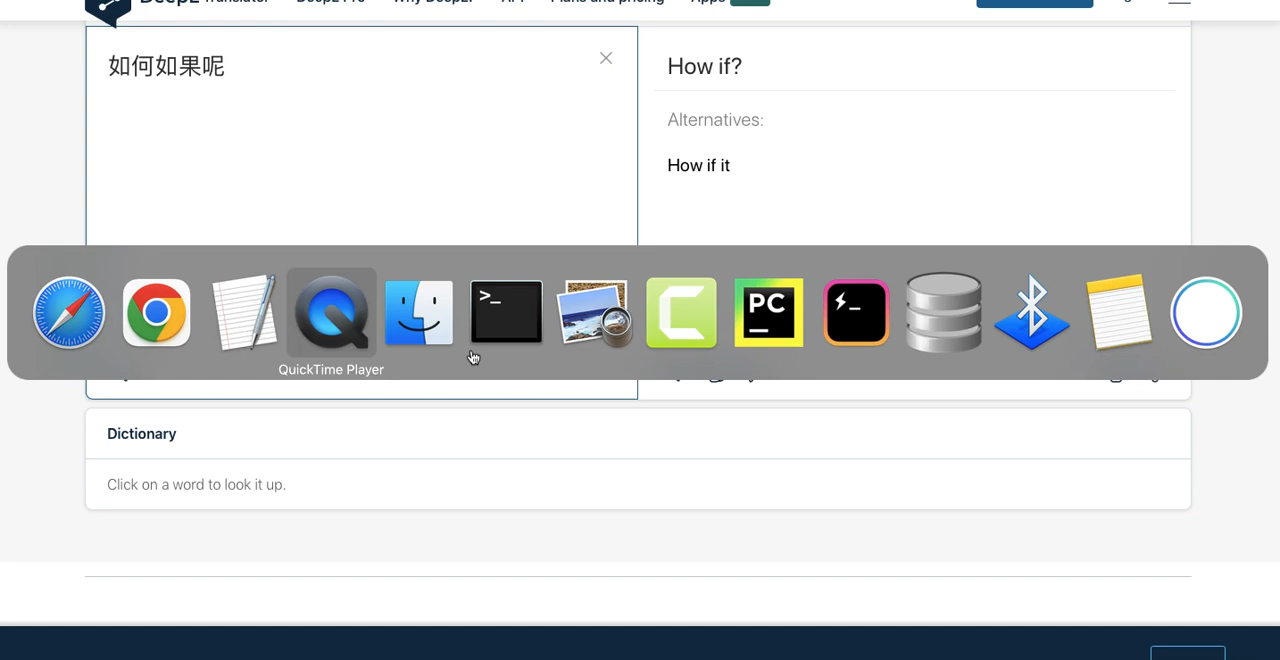 如何如果呢
How if?
Alternatives:
How if it
>_
PC
QuickTime Player
Dictionary
Click on a word to look it up.